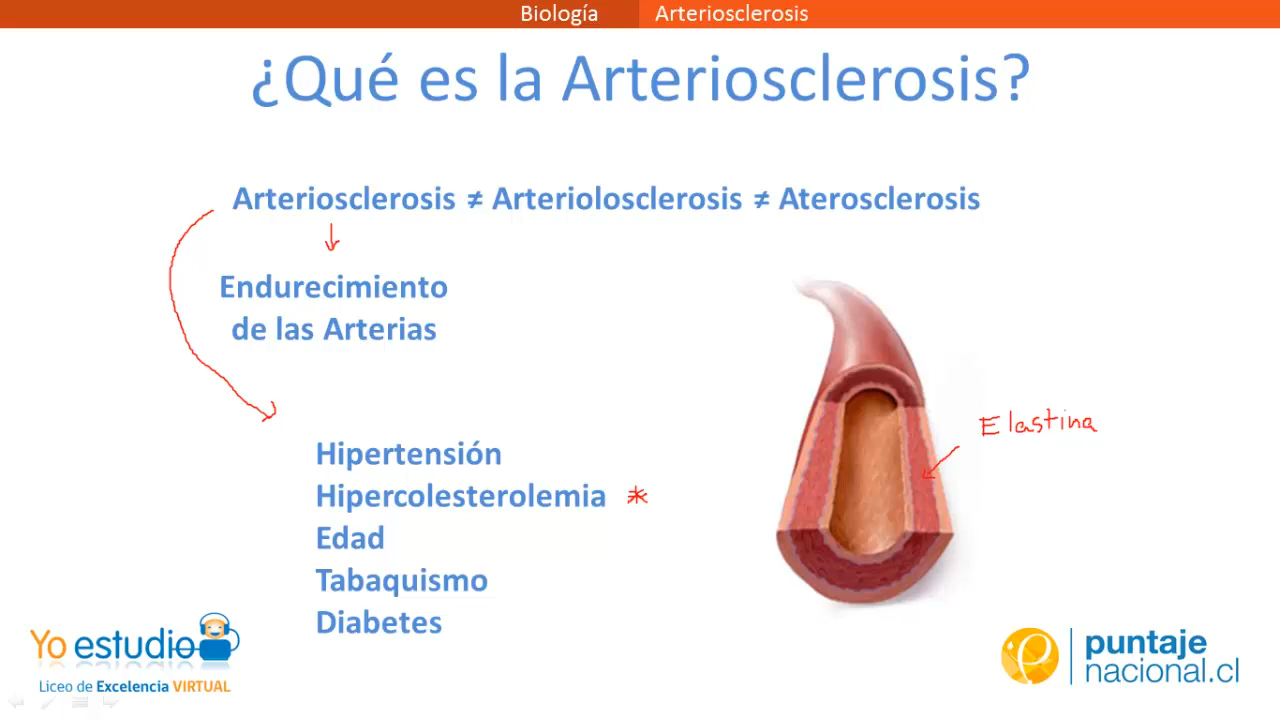 Biología Arteriosclerosis
¿Qué es la Arteriosclerosis?
Arteriosclerosis ≠ Arteriolosclerosis ≠ Aterosclerosis
Endurecimiento
de las Arterias
Elastina
Hipertensión
Hipercolesterolemia *
Edad
Tabaquismo
Diabetes
Yo estudio
Liceo de Excelencia VIRTUAL
puntaje
nacional.cl